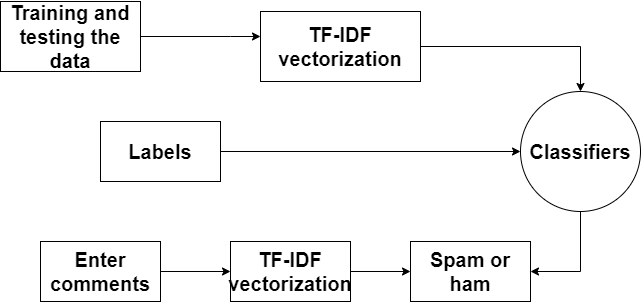 Training and
testing the
data
TF-IDF
vectorization
Labels
Classifiers
Enter
comments
TF-IDF
vectorization
Spam or
ham